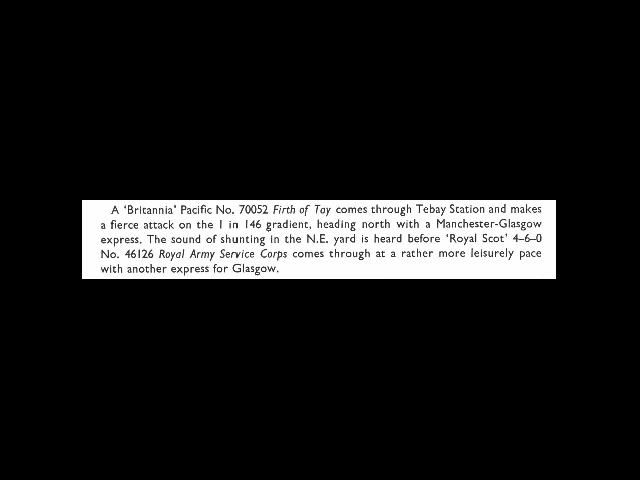 A 'Britannia' Pacific No. 70052 Firth of Tay comes through Tebay Station and makes
a fierce attack on the 1 in 146 gradient, heading north with a Manchester-Glasgow
express. The sound of shunting in the N.E. yard is heard before 'Royal Scot' 4–6–0
No. 46126 Royal Army Service Corps comes through at a rather more leisurely pace
with another express for Glasgow.